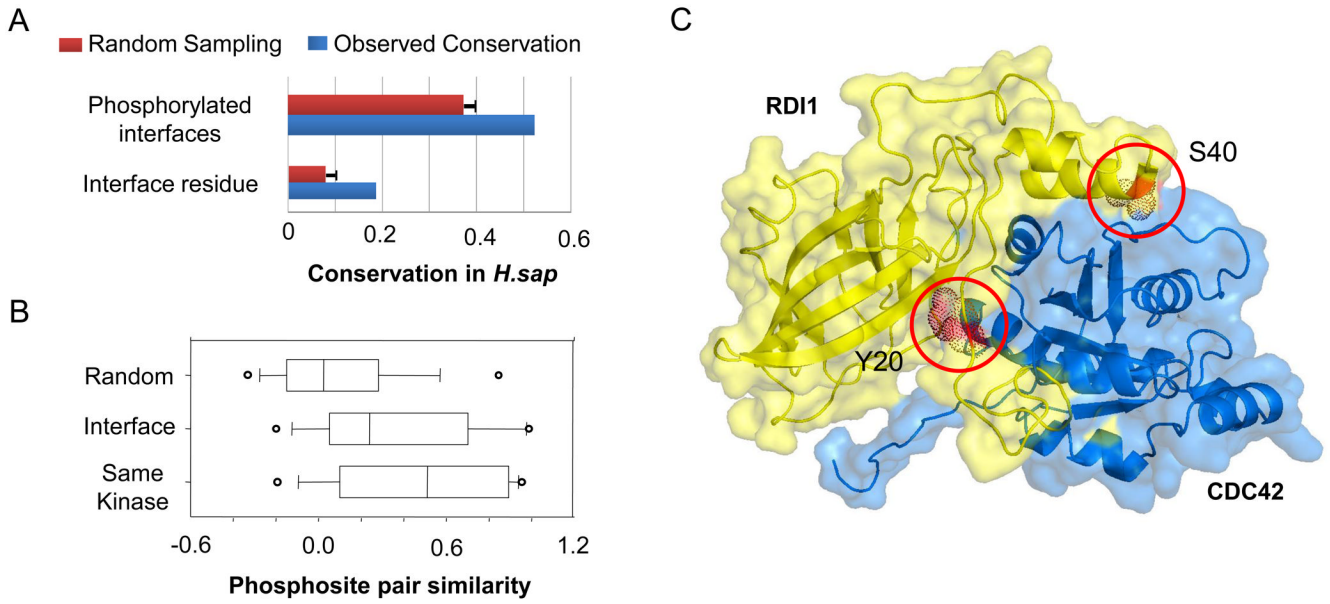 A
Random Sampling
Observed Conservation
Phosphorylated
interfaces
Interface residue
0
0.2
0.4
0.6
Conservation in H.sap
B
Random
Interface
Same
Kinase
-0.6
0.0
0.6
1.2
Phosphosite pair similarity
C
RDI1
S40
Y20
CDC42